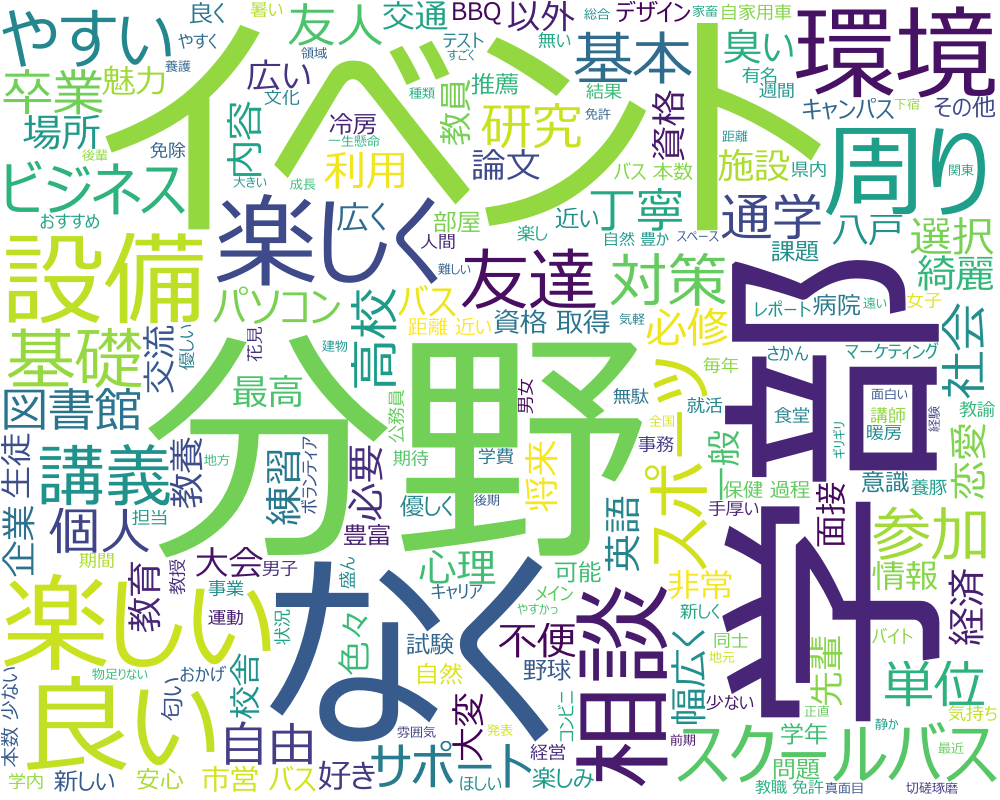 やすい
良く
暑い
やすく
養護
卒業
魅力
場所
後輩
免除
ビジネス
おすすめ
大きい
イベント
広い
領域
文化
友人
交通
BBQ
以外
総合
テスト
すごく
デザイン
無い
家畜
自家用車
臭い
有名
週間
環境
基本
推薦
教員
種類
結果
免許
研究
内容
冷房
一生懸命
資格
距離
キャンパス
下宿
その他
利用
論文
バス 本数
施設
県内
周り
関東
成長
楽しく
広く
部屋
近い
丁寧
通学
八戸
選択
人間
楽し
自然 豊か
スペース
課題
綺麗
設備
友達
難しい
対策
レポート
病院
遠い
女子
パソコン
バス
距離 近い
資格 取得
気軽
必修
社会
基礎
交流
優しい
花見
建物
高校
分野
学部
毎年
さかん
マーケティング
図書館
最高
公務員
男女
無駄
全国
就活
食堂
面白い
講師
経験
教諭
スポーツ
一般
事務
暖房
ギリギリ
恋愛
企業
生徒
講義
教養
地方
練習
ボランティア
必要
期待
学費
将来
保健 過程
意識
養豚
手厚い
面接
個人
担当
豊富
優しく
後期
英語
参加
期間
教育
教授
大会
男子
心理
可能
非常
情報
経済
楽しい
事業
運動
状況
盛ん
キャリア
メイン
やすかっ
新しく
バイト
なく
相談
色々
試験
不便
野球
幅広く
同士
地元
先輩
単位
物足りない
おかげ
匂い
校舎
自然
良い
本数 少ない
自由
大変
雰囲気
発表
コンビニ
少ない
正直
静か
気持ち
サポート
経営
前期
スクールバス
学年
最近
学内
新しい
安心
市営 バス
好き
ほしい
楽しみ
問題
教職 免許
真面目
切磋琢磨